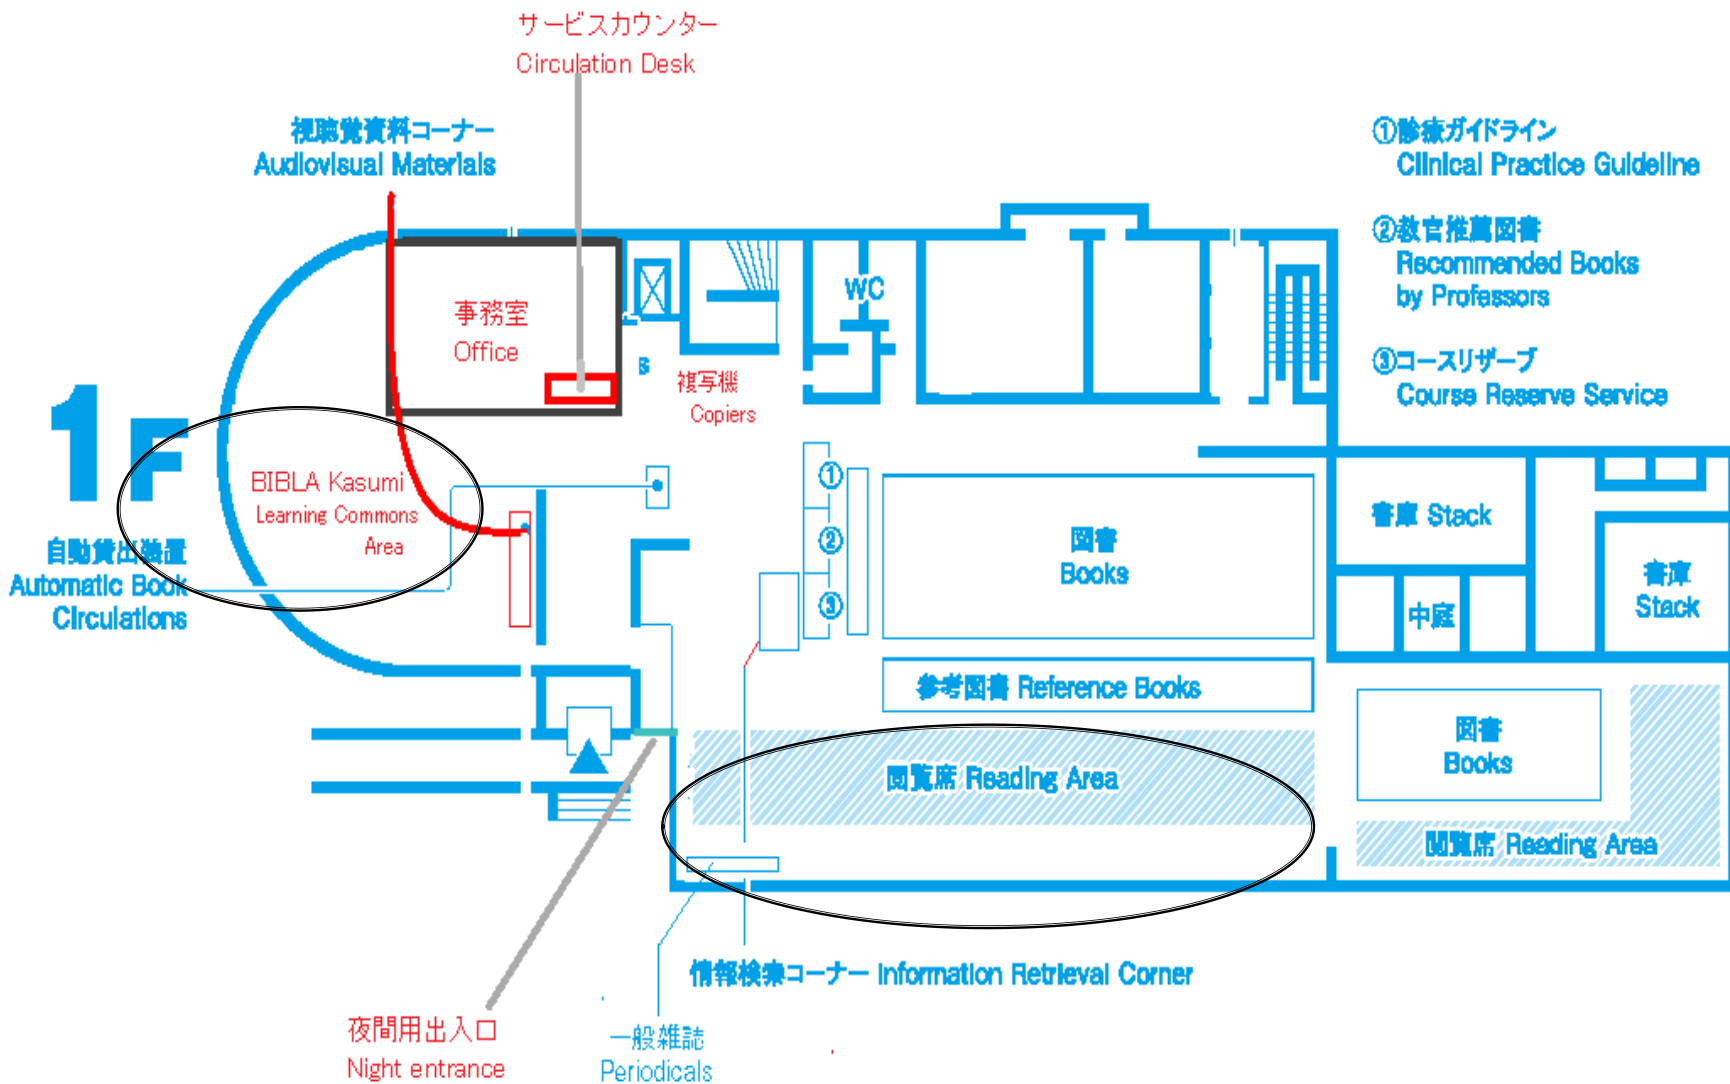 サービスカウンター
Circulation Desk
視聴覚資料コーナー
Audiovisual Materials
①診療ガイドライン
Clinical Practice Guideline
②教官推薦図書
Recommended Books
by Professors
③コースリザーブ
Course Reserve Service
事務室
Office
WC
複写機
Copiers
1F
BIBLA Kasumi
Learning Commons
Area
自動貸出装置
Automatic Book
Circulations
①
②
③
図書
Books
書庫 Stack
中庭
書庫
Stack
参考図書 Reference Books
閲覧席 Reading Area
図書
Books
閲覧席 Reading Area
情報検索コーナー Information Retrieval Corner
夜間用出入口
Night entrance
一般雑誌
Periodicals